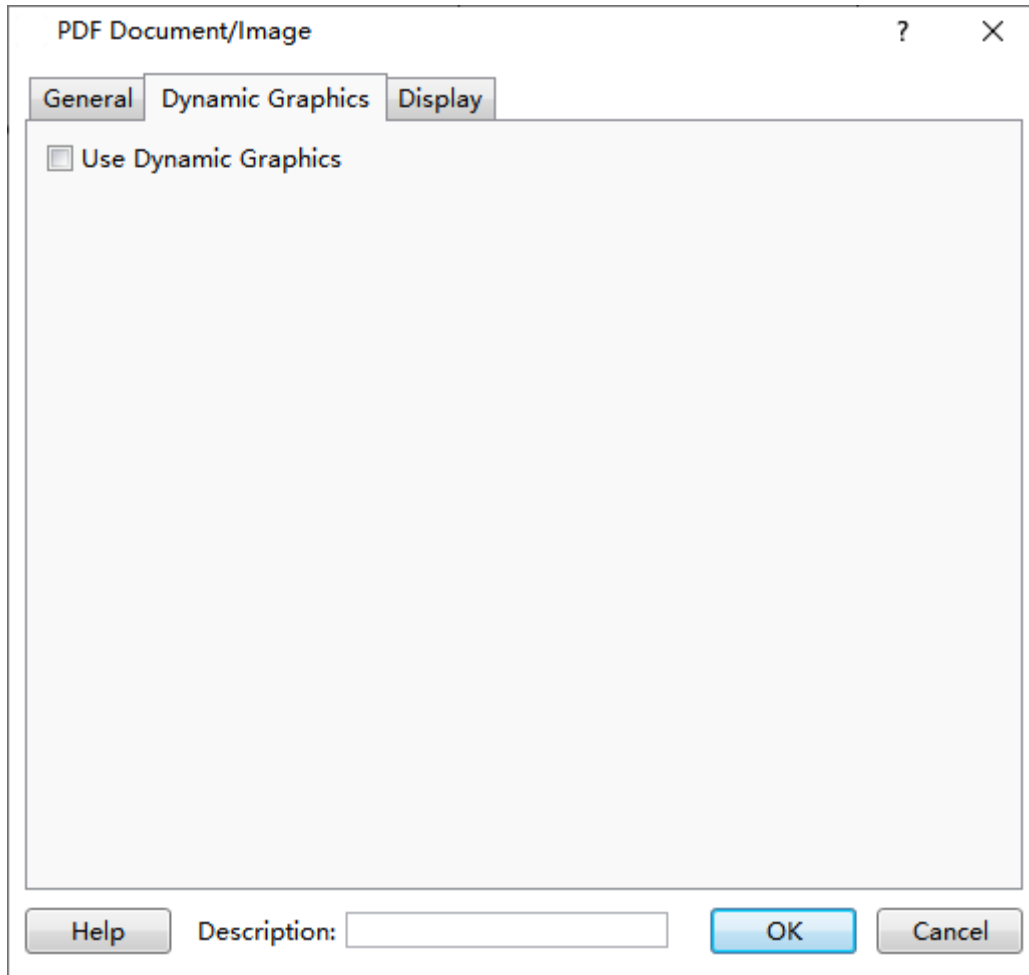 PDF Document/Image ?
General Dynamic Graphics Display
Use Dynamic Graphics
Help Description: OK Cancel